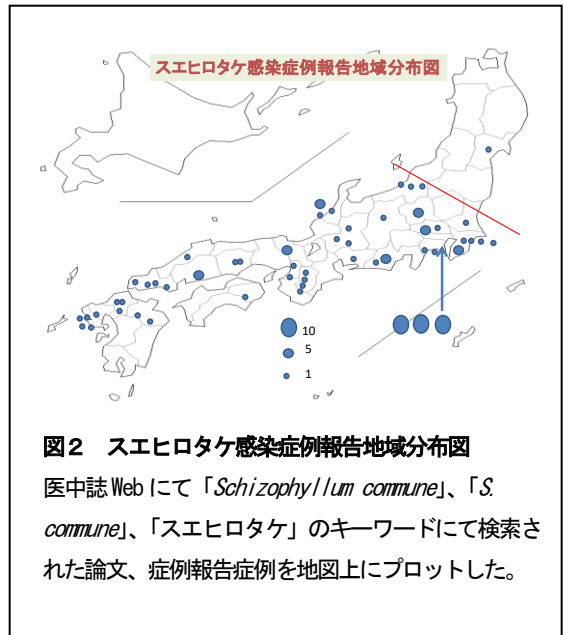 スエヒロタケ感染症例報告地域分布図
10
5
1
図２ スエヒロタケ感染症例報告地域分布図
医中誌 Web にて「Schizophyllum commune」、「S.
commune」、「スエヒロタケ」のキーワードにて検索さ
れた論文、症例報告症例を地図上にプロットした。